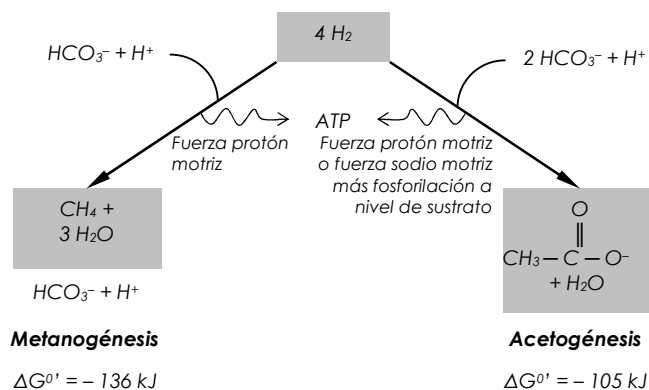 4 H₂
HCO₃⁻ + H⁺
2 HCO₃⁻ + H⁺
ATP
Fuerza protón
motriz
Fuerza protón motriz
o fuerza sodio motriz
más fosforilación a
nivel de sustrato
CH₄ +
3 H₂O
O
CH₃ — C — O⁻
+ H₂O
HCO₃⁻ + H⁺
Metanogénesis
Acetogénesis
ΔG⁰' = – 136 kJ
ΔG⁰' = – 105 kJ